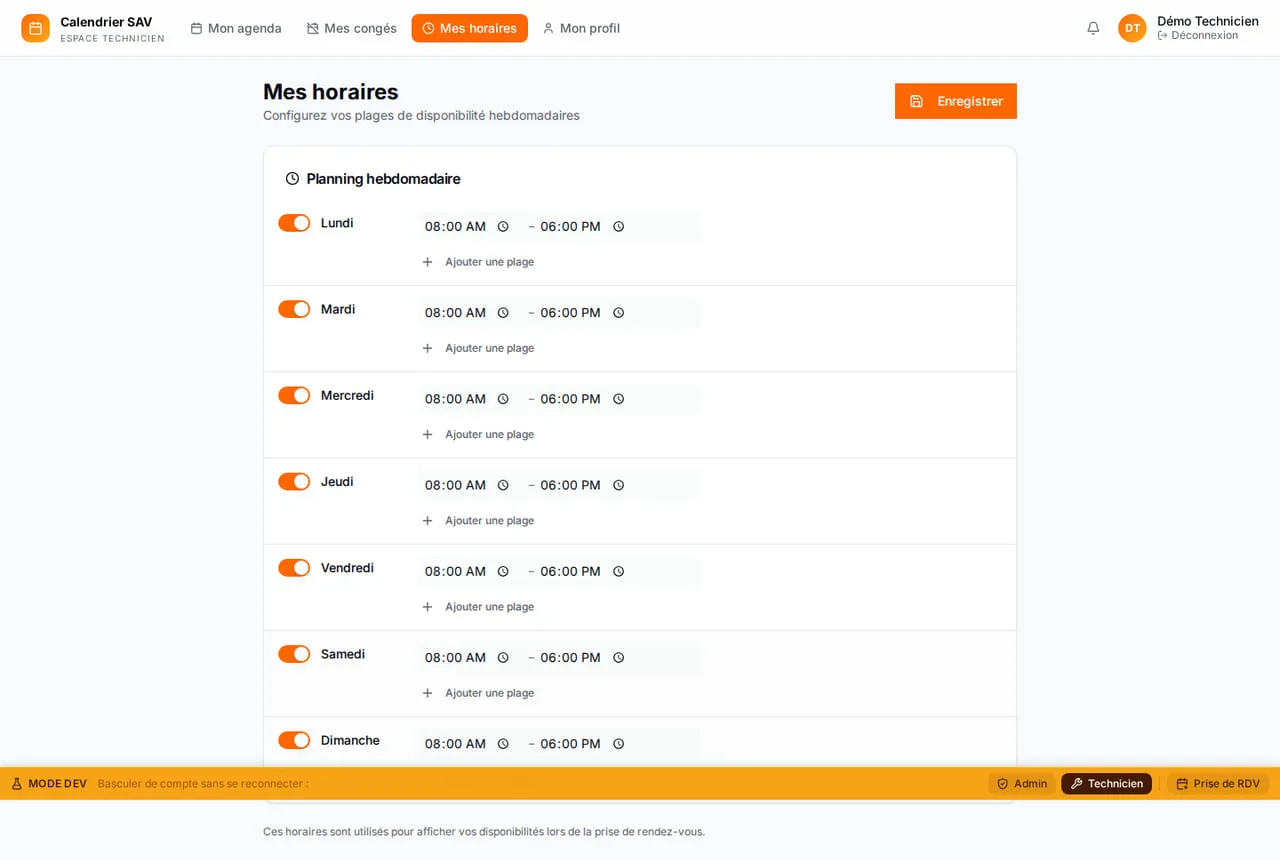 Calendrier SAV
ESPACE TECHNICIEN
Mon agenda
Mes congés
Mes horaires
Mon profil
DT
Démo Technicien
Déconnexion
Mes horaires
Configurez vos plages de disponibilité hebdomadaires
Enregistrer
Planning hebdomadaire
Lundi 08:00 AM – 06:00 PM
Ajouter une plage
Mardi 08:00 AM – 06:00 PM
Ajouter une plage
Mercredi 08:00 AM – 06:00 PM
Ajouter une plage
Jeudi 08:00 AM – 06:00 PM
Ajouter une plage
Vendredi 08:00 AM – 06:00 PM
Ajouter une plage
Samedi 08:00 AM – 06:00 PM
Ajouter une plage
Dimanche 08:00 AM – 06:00 PM
MODE DEV Basculer de compte sans se reconnecter : Admin Technicien Prise de RDV
Ces horaires sont utilisés pour afficher vos disponibilités lors de la prise de rendez-vous.